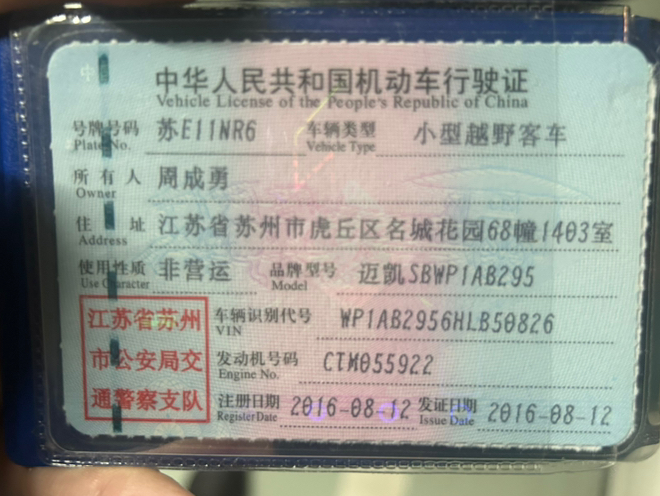 中华人民共和国机动车行驶证
Vehicle License of the People's Republic of China
号牌号码 苏E11NR6 车辆类型 小型越野客车
Plate No. Vehicle Type
所有人 周成勇
Owner
住址 江苏省苏州市虎丘区名城花园68幢1403室
Address
使用性质 非营运 品牌型号 迈凯SBWP1AB295
Use Character Model
江苏省苏州 车辆识别代号 WP1AB2956HLB50826
VIN
市公安局交 发动机号码 CTM055922
Engine No.
通警察支队 注册日期 2016-08-12 发证日期 2016-08-12
Register Date Issue Date